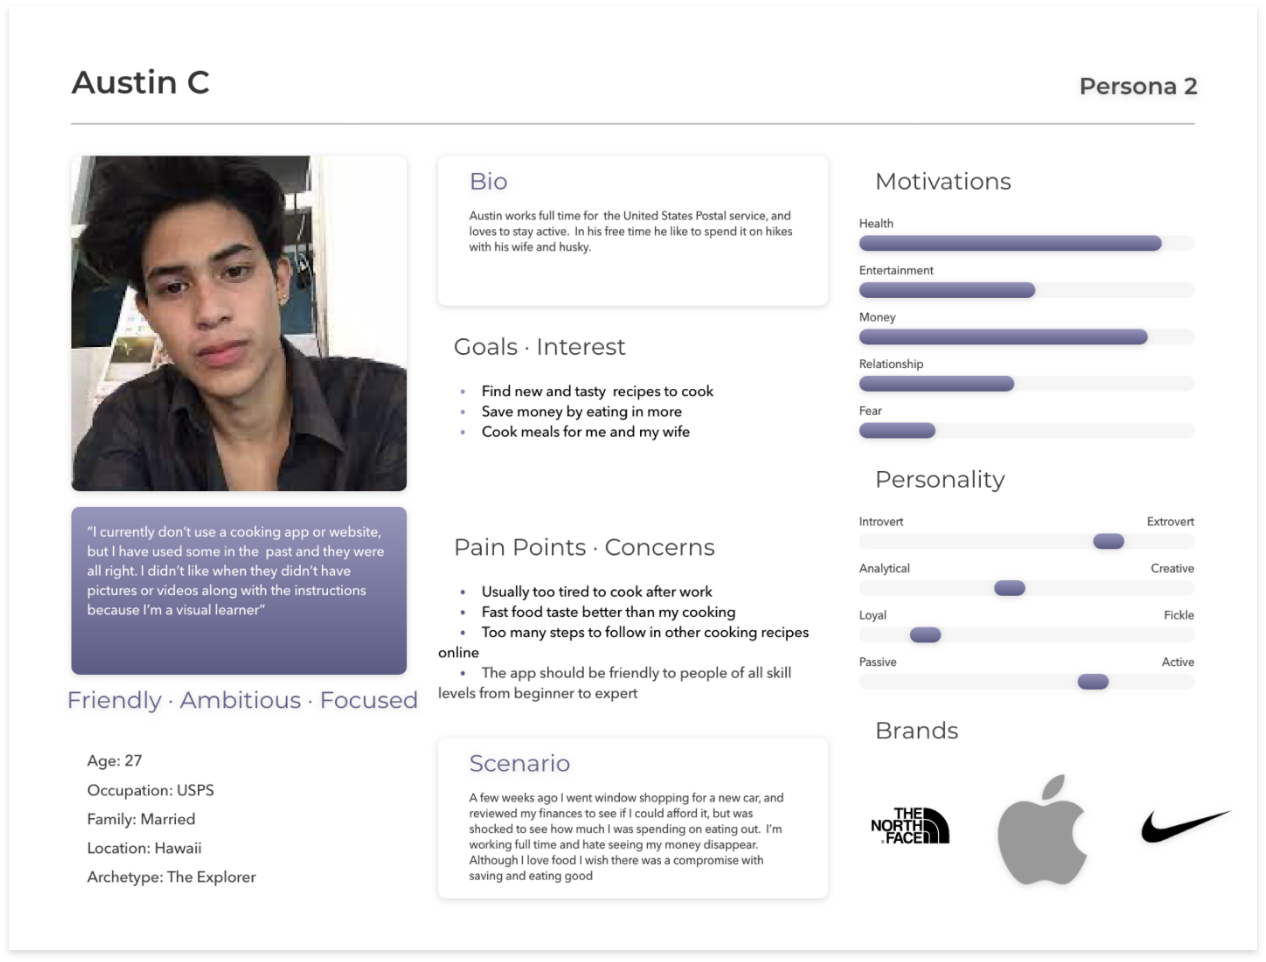 Austin C
Persona 2
“I currently don’t use a cooking app or website,
but I have used some in the past and they were
all right. I didn’t like when they didn’t have
pictures or videos along with the instructions
because I’m a visual learner”
Friendly · Ambitious · Focused
Age: 27
Occupation: USPS
Family: Married
Location: Hawaii
Archetype: The Explorer
Bio
Austin works full time for the United States Postal service, and
loves to stay active. In his free time he like to spend it on hikes
with his wife and husky.
Goals · Interest
• Find new and tasty recipes to cook
• Save money by eating in more
• Cook meals for me and my wife
Pain Points · Concerns
• Usually too tired to cook after work
• Fast food taste better than my cooking
• Too many steps to follow in other cooking recipes
online
• The app should be friendly to people of all skill
levels from beginner to expert
Scenario
A few weeks ago I went window shopping for a new car, and
reviewed my finances to see if I could afford it, but was
shocked to see how much I was spending on eating out. I’m
working full time and hate seeing my money disappear.
Although I love food I wish there was a compromise with
saving and eating good
Motivations
Health
Entertainment
Money
Relationship
Fear
Personality
Introvert Extrovert
Analytical Creative
Loyal Fickle
Passive Active
Brands
THE
NORTH
FACE